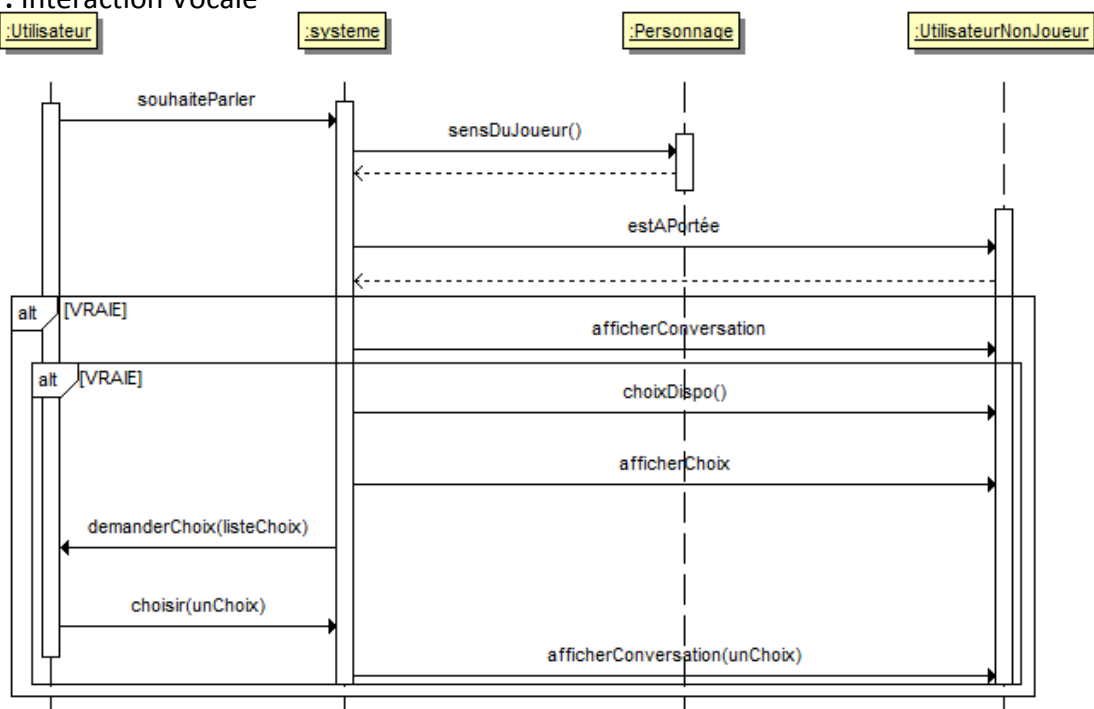 : Interaction Vocale
:Utilisateur :systeme :Personnage :UtilisateurNonJoueur
souhaiteParler
sensDuJoueur()
estAPortée
alt [VRAIE]
afficherConversation
alt [VRAIE]
choixDispo()
afficherChoix
demanderChoix(listeChoix)
choisir(unChoix)
afficherConversation(unChoix)